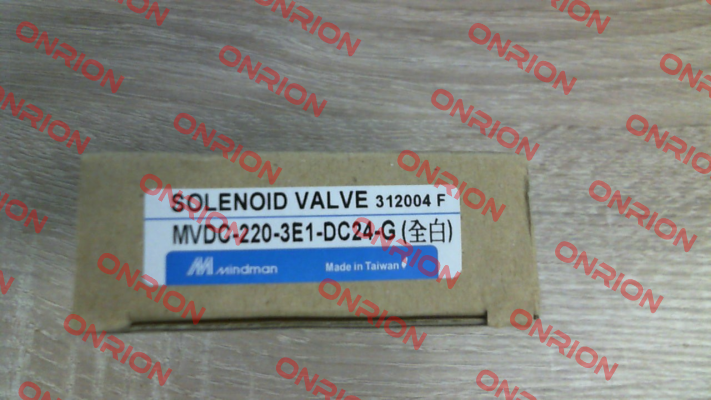 SOLENOID VALVE 312004 F
MVDC-220-3E1-DC24-G (全白)
Mindman Made in Taiwan
ONRION